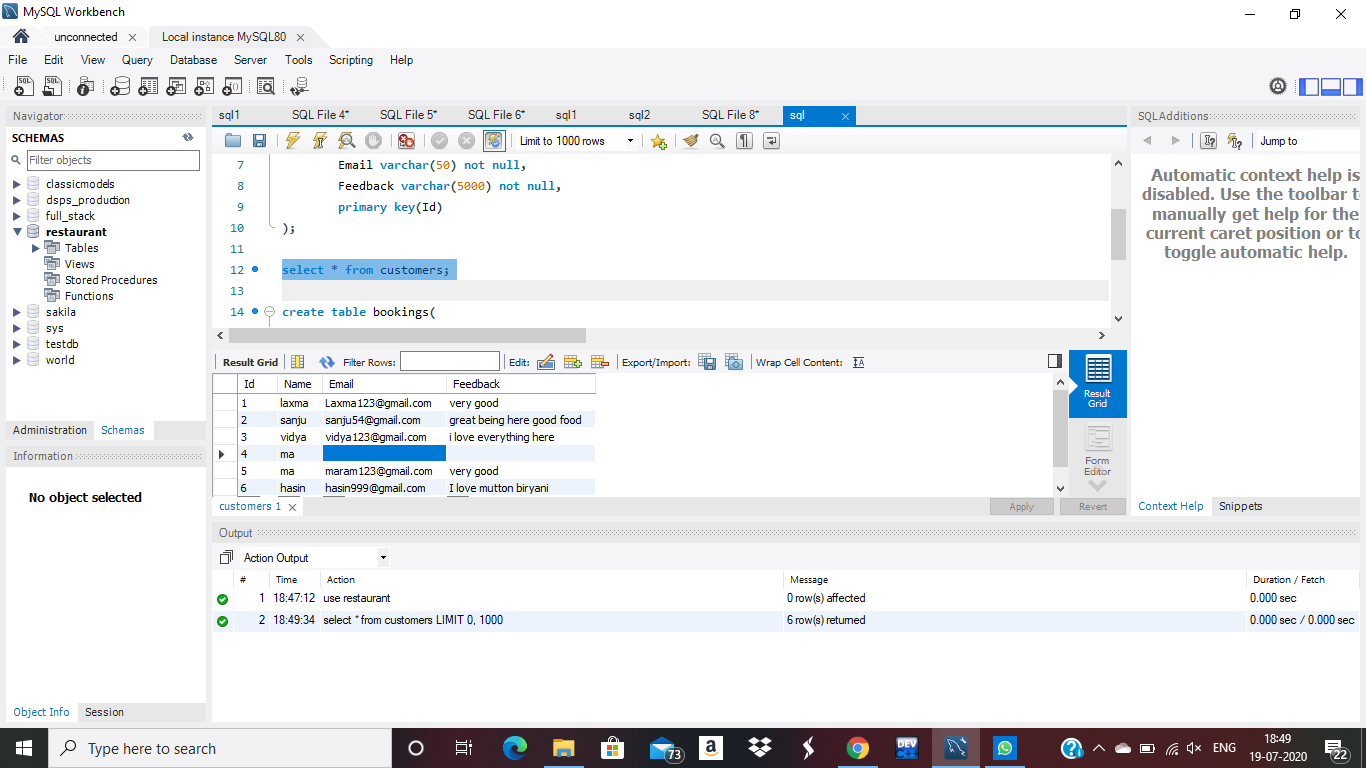 MySQL Workbench
unconnected
Local instance MySQL80
File Edit View Query Database Server Tools Scripting Help
Navigator
SCHEMAS
Filter objects
classicmodels
dsps_production
full_stack
restaurant
Tables
Views
Stored Procedures
Functions
sakila
sys
testdb
world
Administration Schemas
Information
No object selected
Object Info Session
sql1 SQL File 4* SQL File 5* SQL File 6* sql1 sql2 SQL File 8* sql
Limit to 1000 rows
7 Email varchar(50) not null,
8 Feedback varchar(5000) not null,
9 primary key(Id)
10 );
11
12 select * from customers;
13
14 create table bookings(
Result Grid Filter Rows: Edit: Export/Import: Wrap Cell Content:
Id Name Email Feedback
1 laxma Laxma123@gmail.com very good
2 sanju sanju54@gmail.com great being here good food
3 vidya vidya123@gmail.com i love everything here
4 ma
5 ma maram123@gmail.com very good
6 hasin hasin999@gmail.com I love mutton biryani
Result
Grid
Form
Editor
customers 1
Apply Revert
SQLAdditions
Jump to
Automatic context help is
disabled. Use the toolbar t
manually get help for the
current caret position or to
toggle automatic help.
Context Help Snippets
Output
Action Output
# Time Action Message Duration / Fetch
1 18:47:12 use restaurant 0 row(s) affected 0.000 sec
2 18:49:34 select * from customers LIMIT 0, 1000 6 row(s) returned 0.000 sec / 0.000 sec
Type here to search
73
a
DEV
C++
ENG
18:49
19-07-2020
22